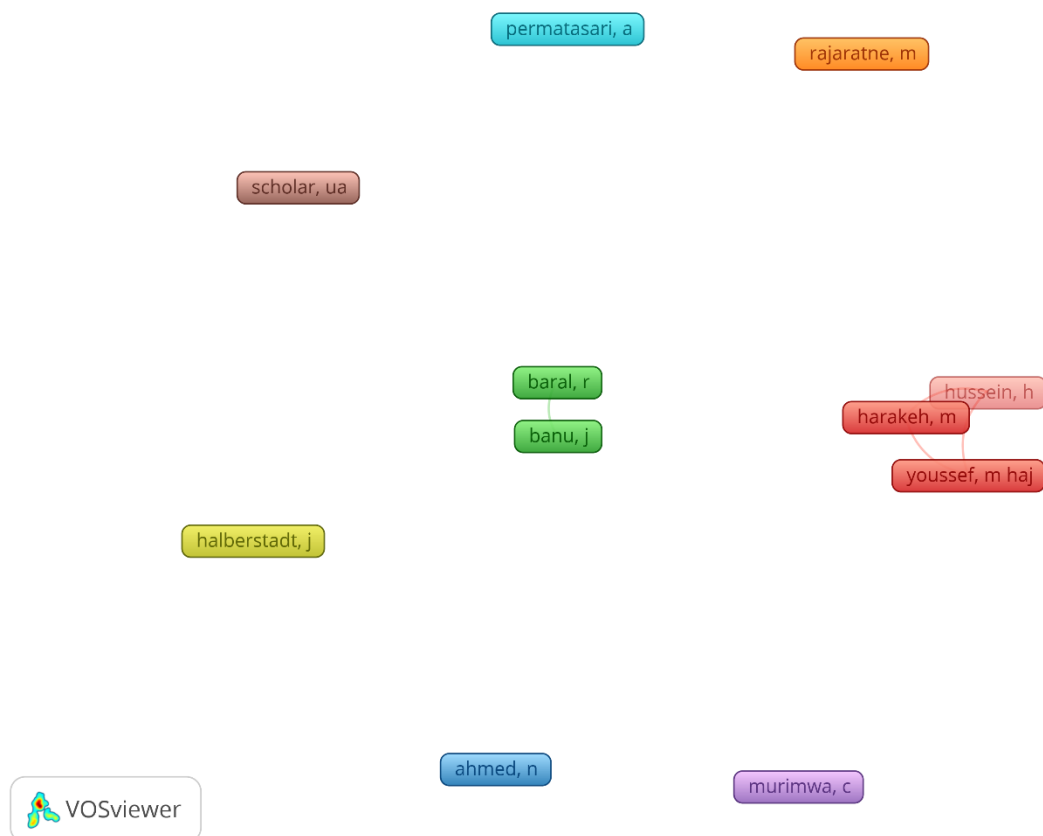 permatasari, a
rajaratne, m
scholar, ua
baral, r
hussein, h
harakeh, m
banu, j
youssef, m haj
halberstadt, j
ahmed, n
murimwa, c
VOSviewer